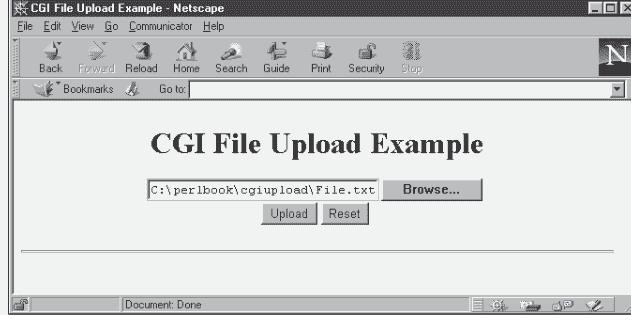 CGI File Upload Example - Netscape
File Edit View Go Communicator Help
Back Forward Reload Home Search Guide Print Security Stop
N
Bookmarks Go to:
CGI File Upload Example
C:\perlbook\cgiupload\File.txt Browse...
Upload Reset
Document: Done